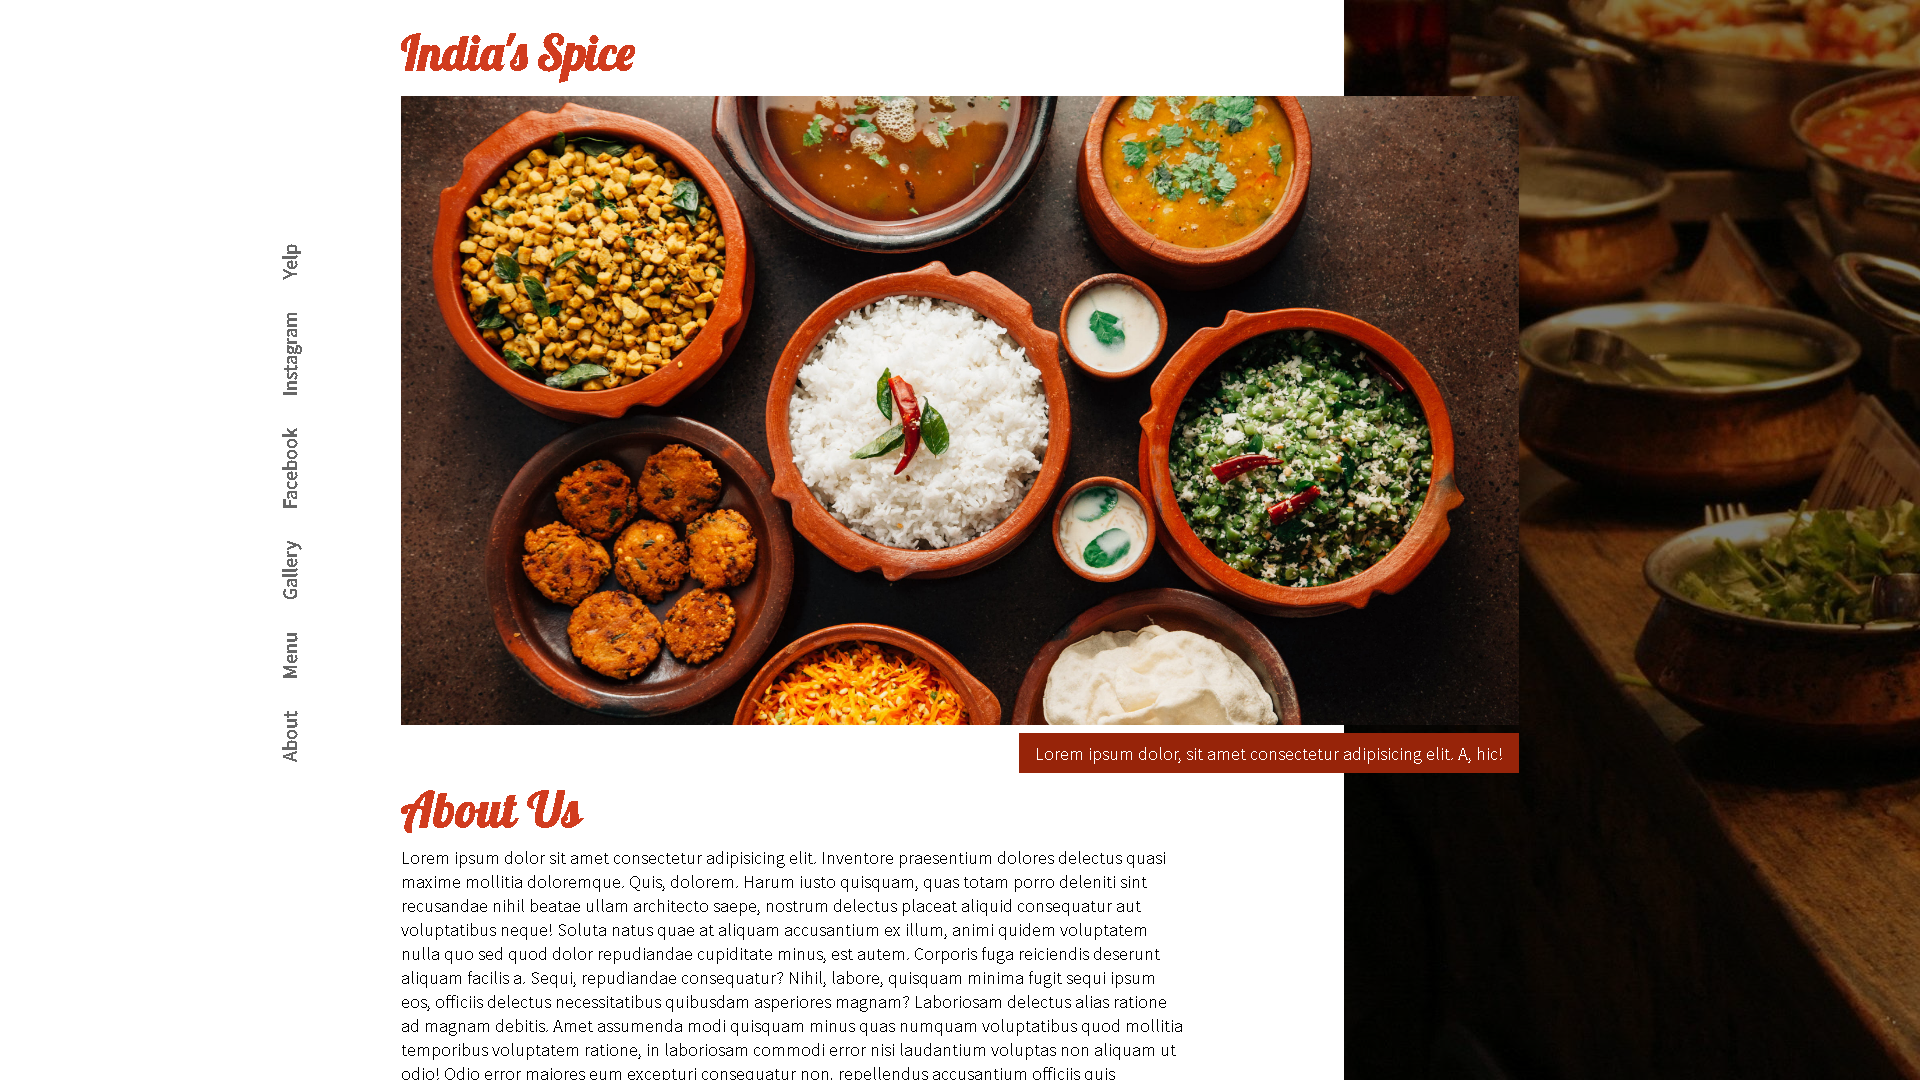 India's Spice
Yelp
Instagram
Facebook
Gallery
Menu
About
Lorem ipsum dolor, sit amet consectetur adipisicing elit. A, hic!
About Us
Lorem ipsum dolor sit amet consectetur adipisicing elit. Inventore praesentium dolores delectus quasi
maxime mollitia doloremque. Quis, dolorem. Harum iusto quisquam, quas totam porro deleniti sint
recusandae nihil beatae ullam architecto saepe, nostrum delectus placeat aliquid consequatur aut
voluptatibus neque! Soluta natus quae at aliquam accusantium ex illum, animi quidem voluptatem
nulla quo sed quod dolor repudiandae cupiditate minus, est autem. Corporis fuga reiciendis deserunt
aliquam facilis a. Sequi, repudiandae consequatur? Nihil, labore, quisquam minima fugit sequi ipsum
eos, officiis delectus necessitatibus quibusdam asperiores magnam? Laboriosam delectus alias ratione
ad magnam debitis. Amet assumenda modi quisquam minus quas numquam voluptatibus quod mollitia
temporibus voluptatem ratione, in laboriosam commodi error nisi laudantium voluptas non aliquam ut
odio! Odio error maiores eum excepturi consequatur non, repellendus accusantium officiis quis